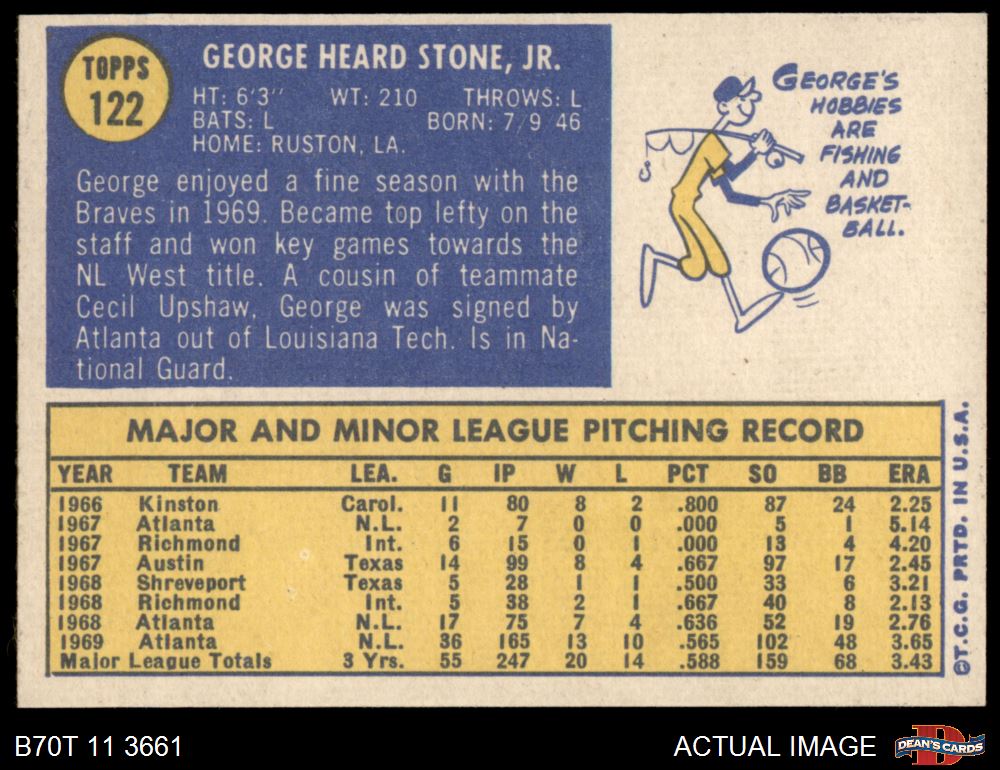 TOPPS
122
GEORGE HEARD STONE, JR.
HT: 6'3" WT: 210 THROWS: L
BATS: L BORN: 7/9 46
HOME: RUSTON, LA.
George enjoyed a fine season with the
Braves in 1969. Became top lefty on the
staff and won key games towards the
NL West title. A cousin of teammate
Cecil Upshaw, George was signed by
Atlanta out of Louisiana Tech. Is in Na-
tional Guard.
GEORGE'S
HOBBIES
ARE
FISHING
AND
BASKET-
BALL.
MAJOR AND MINOR LEAGUE PITCHING RECORD
YEAR TEAM LEA. G IP W L PCT SO BB ERA
1966 Kinston Carol. 11 80 8 2 .800 87 24 2.25
1967 Atlanta N.L. 2 7 0 0 .000 5 1 5.14
1967 Richmond Int. 6 15 0 1 .000 13 4 4.20
1967 Austin Texas 14 99 8 4 .667 97 17 2.45
1968 Shreveport Texas 5 28 1 1 .500 33 6 3.21
1968 Richmond Int. 5 38 2 1 .667 40 8 2.13
1968 Atlanta N.L. 17 75 7 4 .636 52 19 2.76
1969 Atlanta N.L. 36 165 13 10 .565 102 48 3.65
Major League Totals 3 Yrs. 55 247 20 14 .588 159 68 3.43
©T.C.G. PRTD. IN U.S.A.
B70T 11 3661
ACTUAL IMAGE
D
DEAN'S CARDS